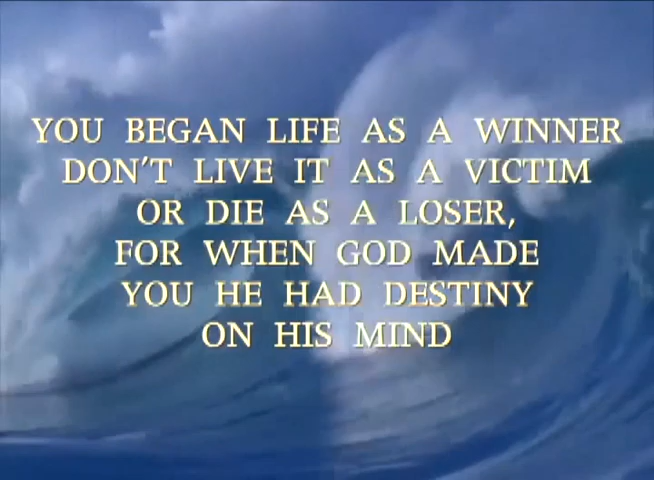 YOU BEGAN LIFE AS A WINNER
DON'T LIVE IT AS A VICTIM
OR DIE AS A LOSER,
FOR WHEN GOD MADE
YOU HE HAD DESTINY
ON HIS MIND